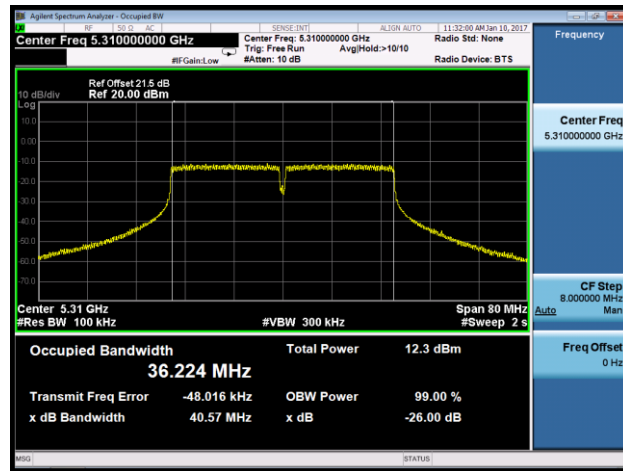 Agilent Spectrum Analyzer - Occupied BW
RF 50 Ω AC SENSE:INT ALIGN AUTO 11:32:00 AM Jan 10, 2017
Center Freq 5.310000000 GHz
Center Freq: 5.310000000 GHz
Radio Std: None
Trig: Free Run
Avg|Hold:>10/10
#IFGain:Low
#Atten: 10 dB
Radio Device: BTS
Ref Offset 21.5 dB
10 dB/div
Ref 20.00 dBm
Log
10.0
0.00
-10.0
-20.0
-30.0
-40.0
-50.0
-60.0
-70.0
Center 5.31 GHz
Span 80 MHz
#Res BW 100 kHz
#VBW 300 kHz
#Sweep 2 s
Occupied Bandwidth
Total Power
12.3 dBm
36.224 MHz
Transmit Freq Error
-48.016 kHz
OBW Power
99.00 %
x dB Bandwidth
40.57 MHz
x dB
-26.00 dB
MSG
STATUS
Frequency
Center Freq
5.310000000 GHz
CF Step
8.000000 MHz
Auto Man
Freq Offset
0 Hz